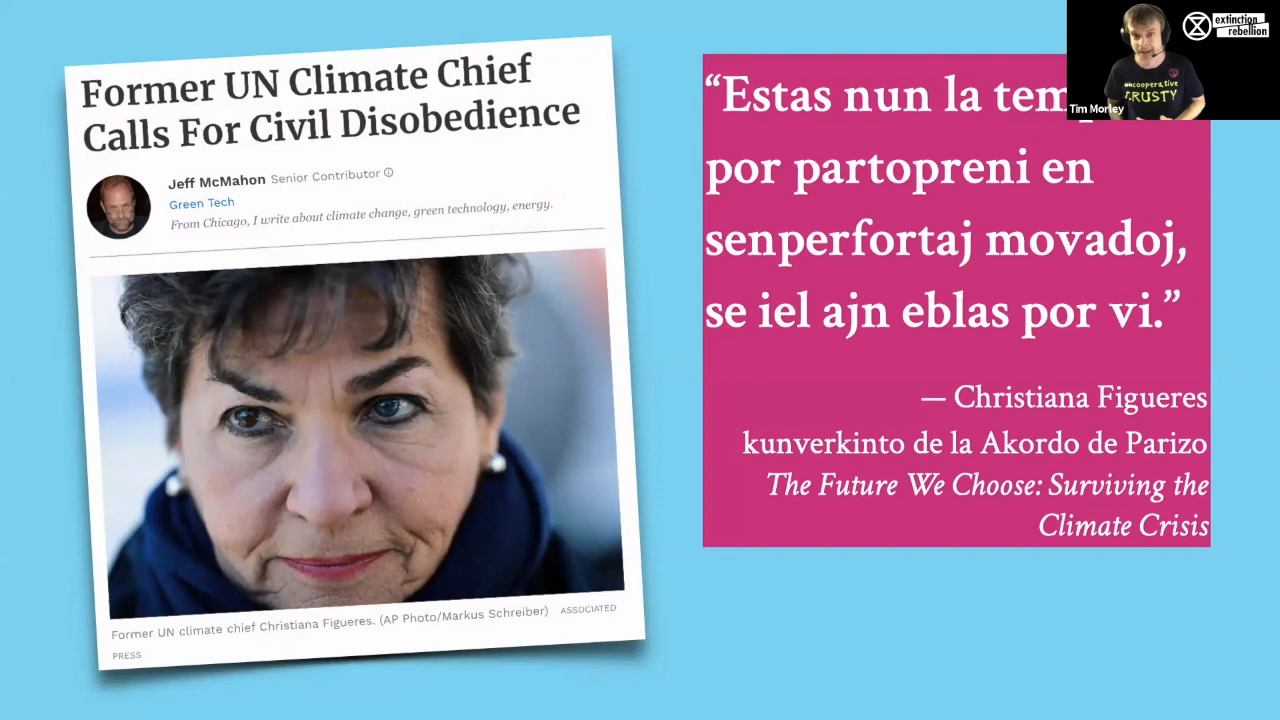 Former UN Climate Chief
Calls For Civil Disobedience
Jeff McMahon Senior Contributor
Green Tech
From Chicago, I write about climate change, green technology, energy.
Former UN climate chief Christiana Figueres. (AP Photo/Markus Schreiber) ASSOCIATED
PRESS
“Estas nun la
por partopreni en
senperfortaj movadoj,
se iel ajn eblas por vi.”
— Christiana Figueres
kunverkinto de la Akordo de Parizo
The Future We Choose: Surviving the
Climate Crisis
extinction
rebellion
uncooperative
CRUSTY
Tim Morley